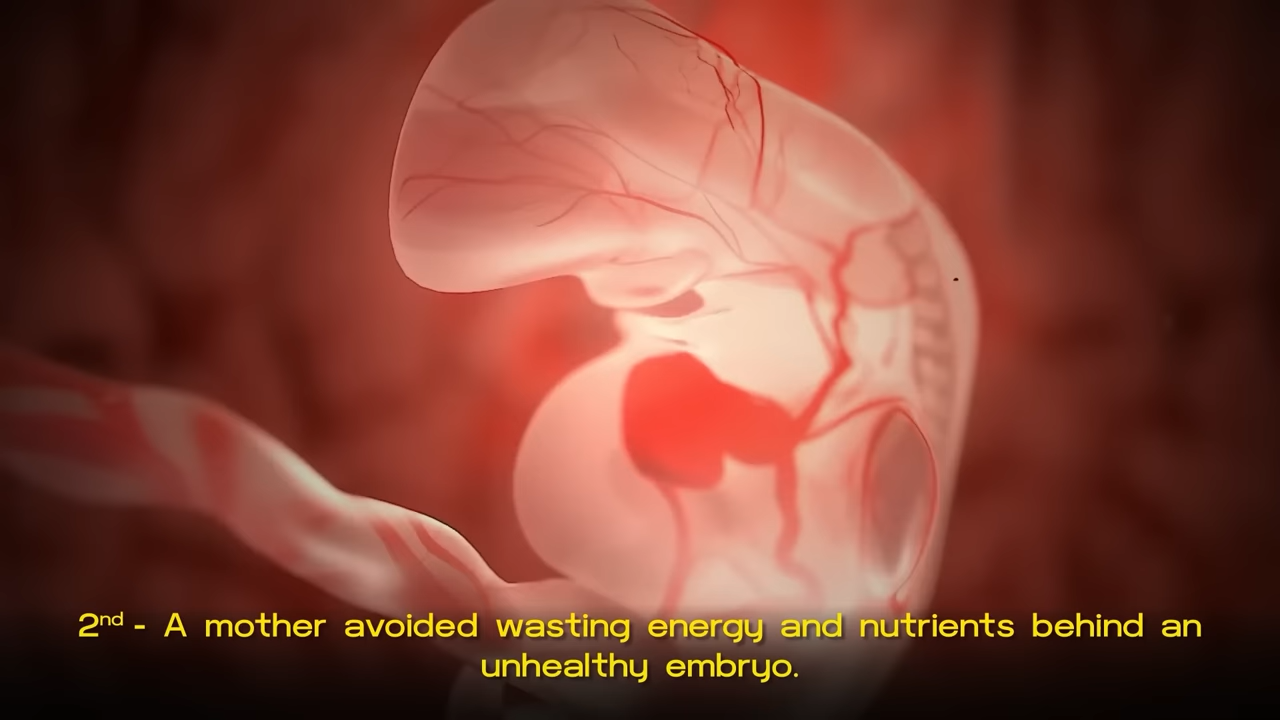 2nd - A mother avoided wasting energy and nutrients behind an
unhealthy embryo.